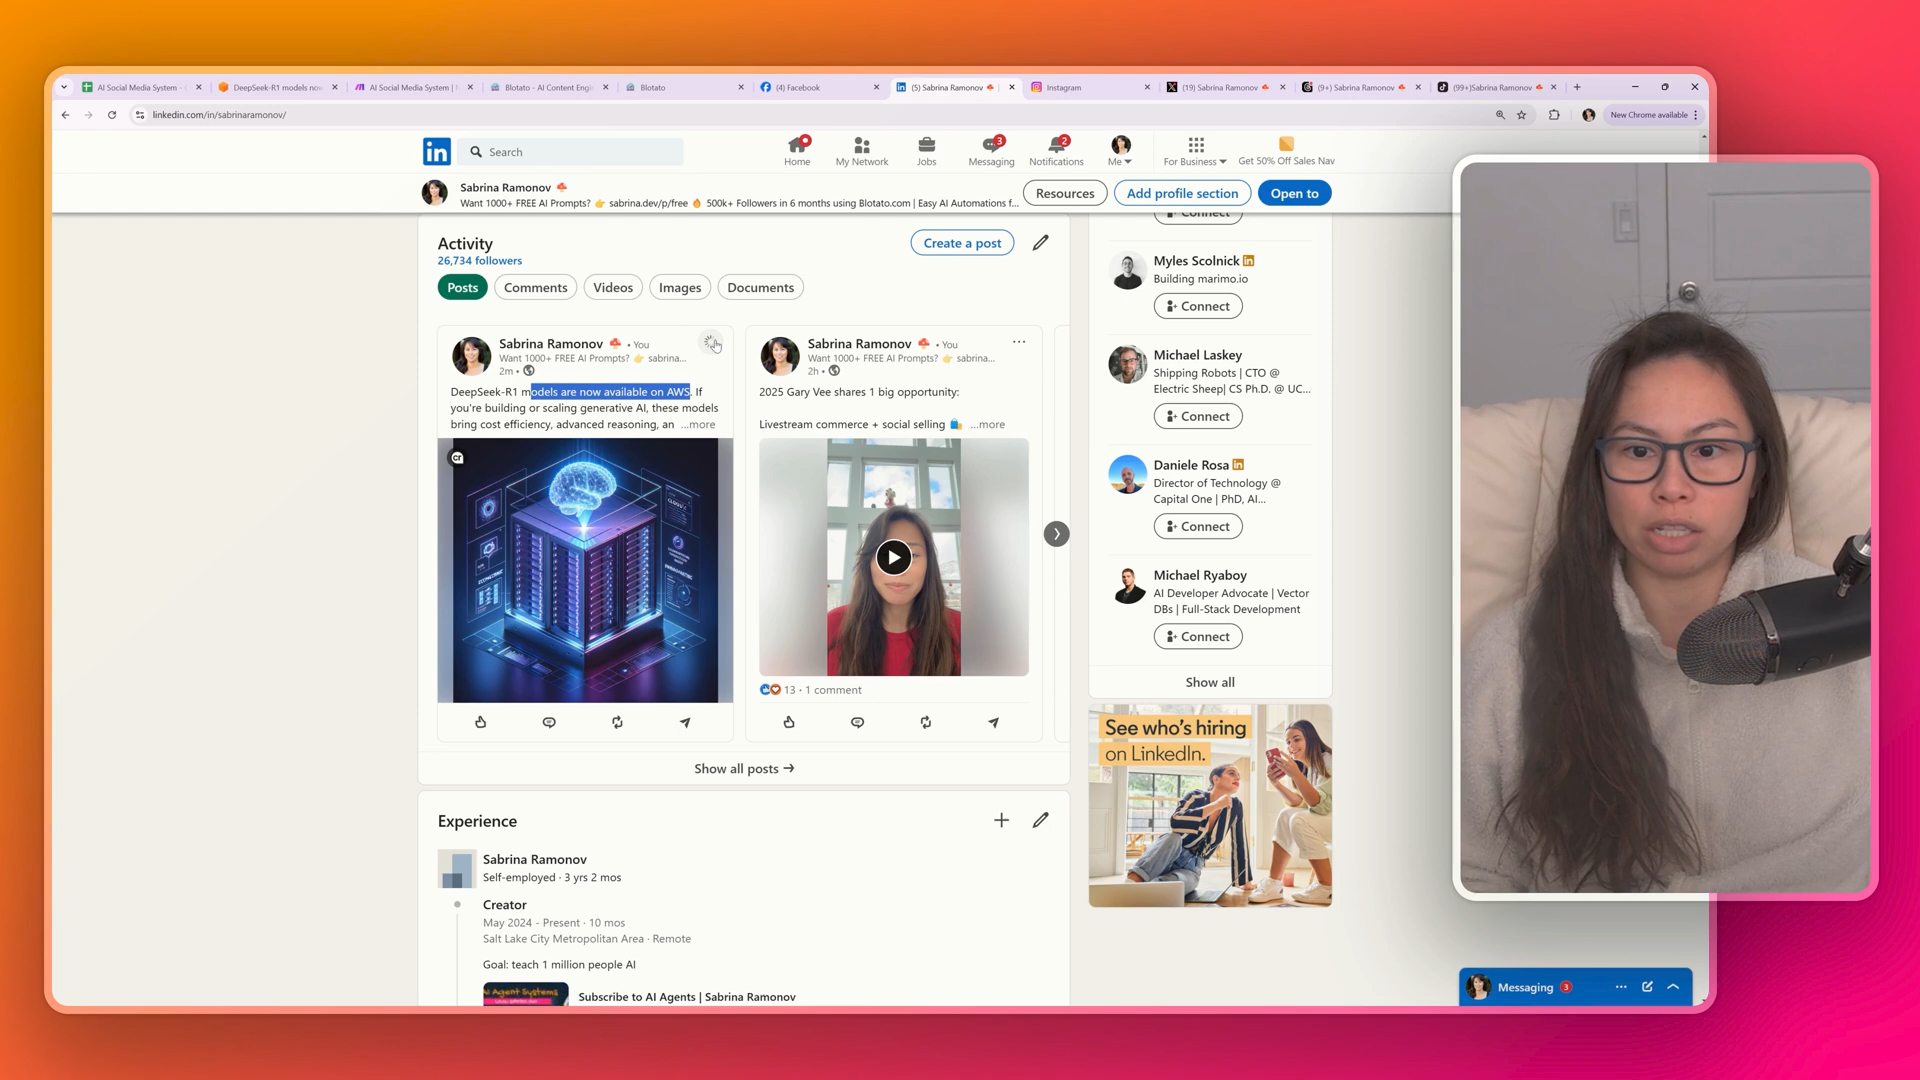 AI Social Media System -
DeepSeek-R1 models no
AI Social Media System |
Blotato - AI Content Engi
Blotato
(4) Facebook
(5) Sabrina Ramonov
Instagram
(19) Sabrina Ramonov
(9+) Sabrina Ramonov
(99+)Sabrina Ramonov
linkedin.com/in/sabrinaramonov/
New Chrome available
in
Search
Home
My Network
Jobs
3
Messaging
2
Notifications
Me
For Business
Get 50% Off Sales Nav
Sabrina Ramonov
Want 1000+ FREE AI Prompts? 👉 sabrina.dev/p/free 🔥 500k+ Followers in 6 months using Blotato.com | Easy AI Automations f...
Resources
Add profile section
Open to
Activity
26,734 followers
Create a post
Posts
Comments
Videos
Images
Documents
Sabrina Ramonov • You
Want 1000+ FREE AI Prompts? 👉 sabrina...
2m •
DeepSeek-R1 models are now available on AWS. If
you're building or scaling generative AI, these models
bring cost efficiency, advanced reasoning, an ...more
cr
Sabrina Ramonov • You
Want 1000+ FREE AI Prompts? 👉 sabrina...
2h •
2025 Gary Vee shares 1 big opportunity:
Livestream commerce + social selling 🛍️ ...more
13 · 1 comment
Show all posts →
Experience
Sabrina Ramonov
Self-employed · 3 yrs 2 mos
Creator
May 2024 - Present · 10 mos
Salt Lake City Metropolitan Area · Remote
Goal: teach 1 million people AI
AI Agent Systems
Subscribe to AI Agents | Sabrina Ramonov
Connect
Myles Scolnick
Building marimo.io
Connect
Michael Laskey
Shipping Robots | CTO @
Electric Sheep| CS Ph.D. @ UC...
Connect
Daniele Rosa
Director of Technology @
Capital One | PhD, AI...
Connect
Michael Ryaboy
AI Developer Advocate | Vector
DBs | Full-Stack Development
Connect
Show all
See who's hiring
on LinkedIn.
Messaging 3